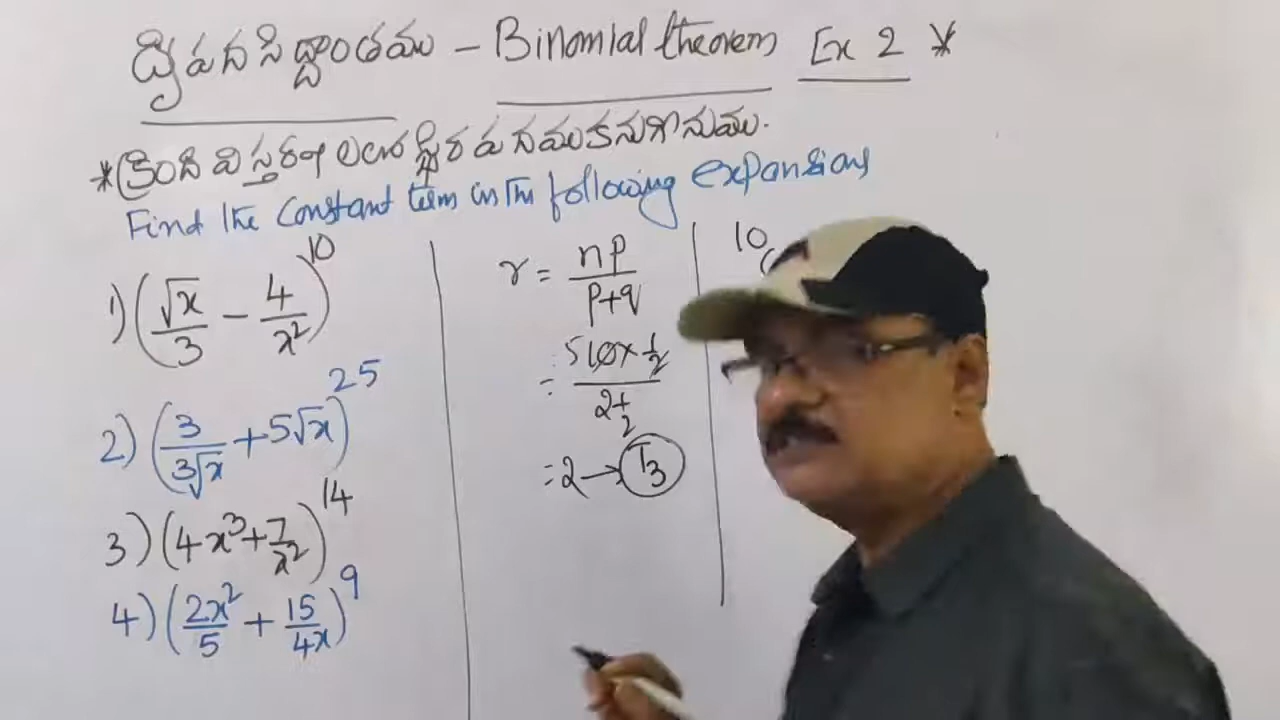 ద్విపద సిద్ధాంతము - Binomial theorem Ex 2 *
*క్రింది విస్తరణలలో స్థిరపదము కనుగొనుము.
Find the constant term in the following expansions
1) (√x/3 - 4/x²)^10
2) (3/3√x + 5√x)^25
3) (4x³ + 7/x²)^14
4) (2x²/5 + 15/4x)^9
r = np/p+q
= 5 10 × 1/2 / 2+1/2
= 2 → T3
10